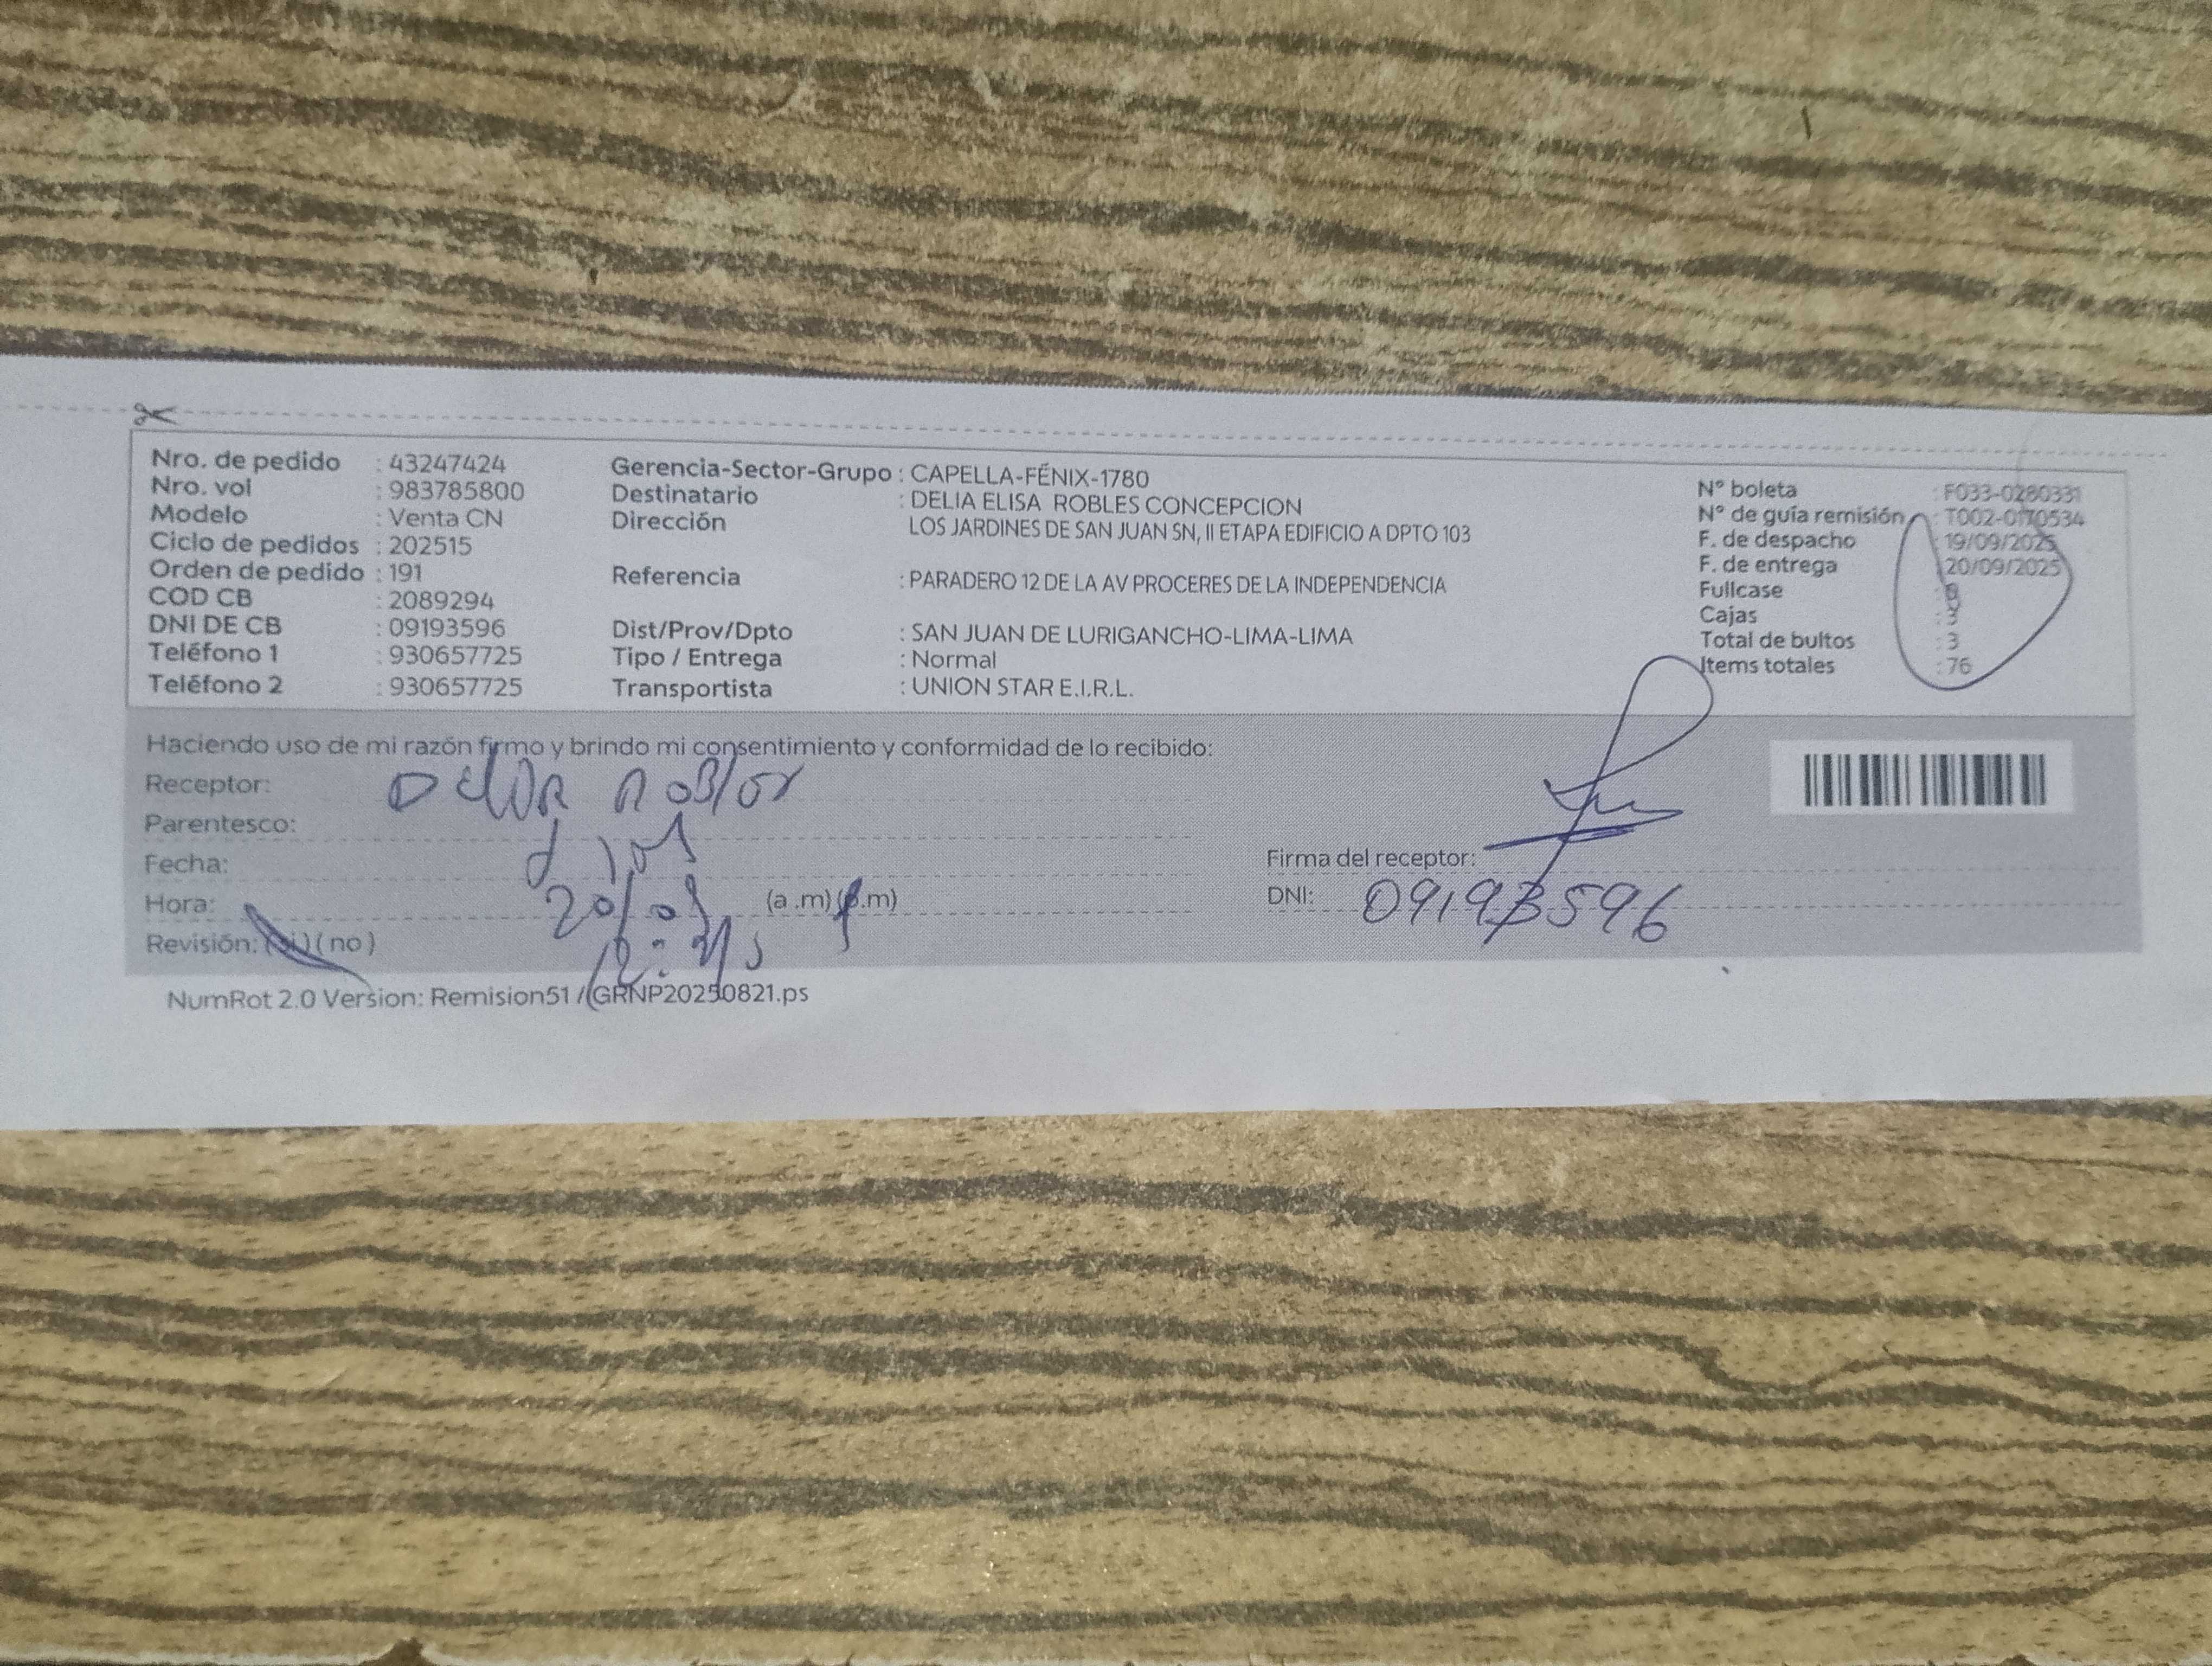 Nro. de pedido : 43247424
Nro. vol : 983785800
Modelo : Venta CN
Ciclo de pedidos : 202515
Orden de pedido : 191
COD CB : 2089294
DNI DE CB : 09193596
Teléfono 1 : 930657725
Teléfono 2 : 930657725
Gerencia-Sector-Grupo : CAPELLA-FÉNIX-1780
Destinatario : DELIA ELISA ROBLES CONCEPCION
Dirección LOS JARDINES DE SAN JUAN SN, II ETAPA EDIFICIO A DPTO 103
Referencia : PARADERO 12 DE LA AV PROCERES DE LA INDEPENDENCIA
Dist/Prov/Dpto : SAN JUAN DE LURIGANCHO-LIMA-LIMA
Tipo / Entrega : Normal
Transportista : UNION STAR E.I.R.L.
N° boleta : F033-0280331
N° de guía remisión : T002-0170534
F. de despacho : 19/09/2025
F. de entrega : 20/09/2025
Fullcase : 0
Cajas : 3
Total de bultos : 3
Items totales : 76
Haciendo uso de mi razón firmo y brindo mi consentimiento y conformidad de lo recibido:
Receptor:
Parentesco:
Fecha:
Hora: 20/09 (a .m) (p.m)
Revisión: (si) (no)
Firma del receptor:
DNI: 09193596
NumRot 2.0 Version: Remision51 / GRNP20250821.ps